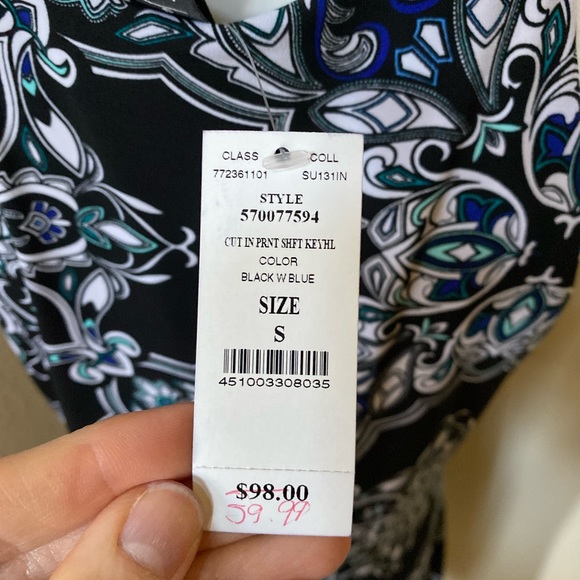 CLASS COLL
772361101 SU131IN
STYLE
570077594
CUT IN PRNT SHFT KEYHL
COLOR
BLACK W BLUE
SIZE
S
451003308035
$98.00
59.99